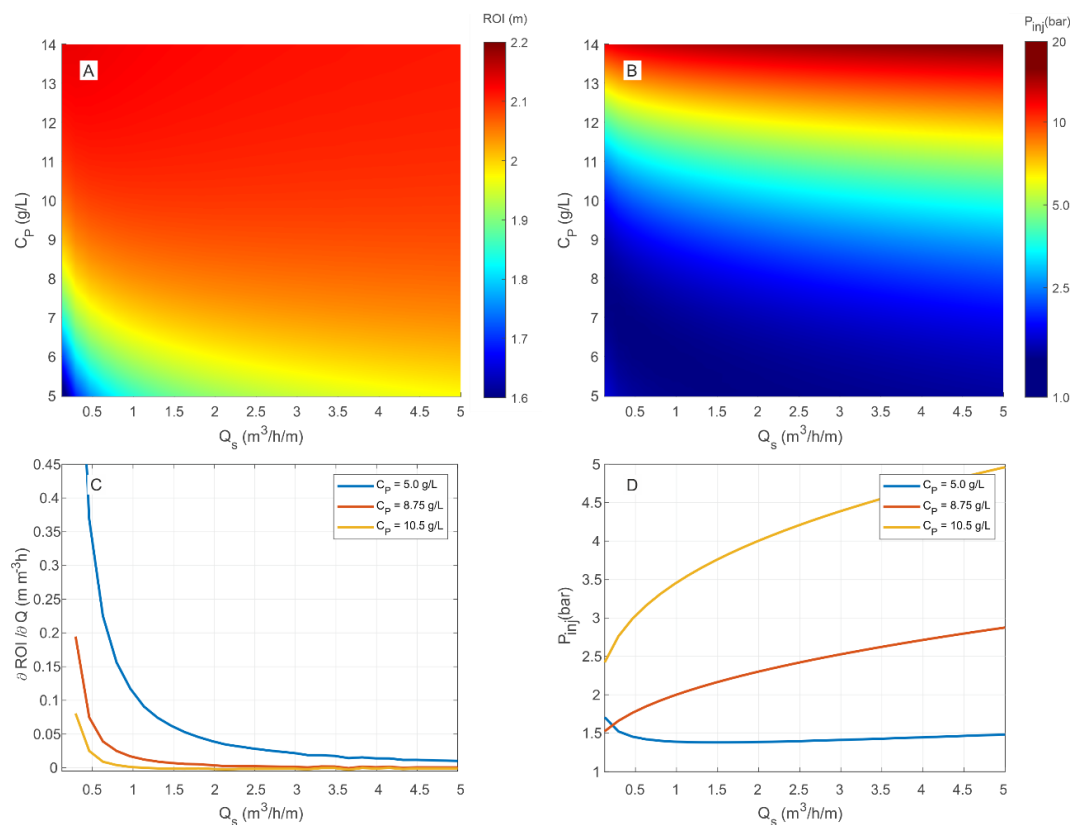 ROI (m)
A
14
13
12
11
10
9
8
7
6
5
C_P (g/L)
0.5 1 1.5 2 2.5 3 3.5 4 4.5 5
Q_s (m³/h/m)
2.2
2.1
2
1.9
1.8
1.7
1.6
P_inj(bar)
B
14
13
12
11
10
9
8
7
6
5
C_P (g/L)
0.5 1 1.5 2 2.5 3 3.5 4 4.5 5
Q_s (m³/h/m)
20
10
5.0
2.5
1.0
C
0.45
0.4
0.35
0.3
0.25
0.2
0.15
0.1
0.05
0
∂ ROI /∂ Q (m m⁻³h)
C_P = 5.0 g/L
C_P = 8.75 g/L
C_P = 10.5 g/L
0.5 1 1.5 2 2.5 3 3.5 4 4.5 5
Q_s (m³/h/m)
D
5
4.5
4
3.5
3
2.5
2
1.5
1
P_inj(bar)
C_P = 5.0 g/L
C_P = 8.75 g/L
C_P = 10.5 g/L
0.5 1 1.5 2 2.5 3 3.5 4 4.5 5
Q_s (m³/h/m)